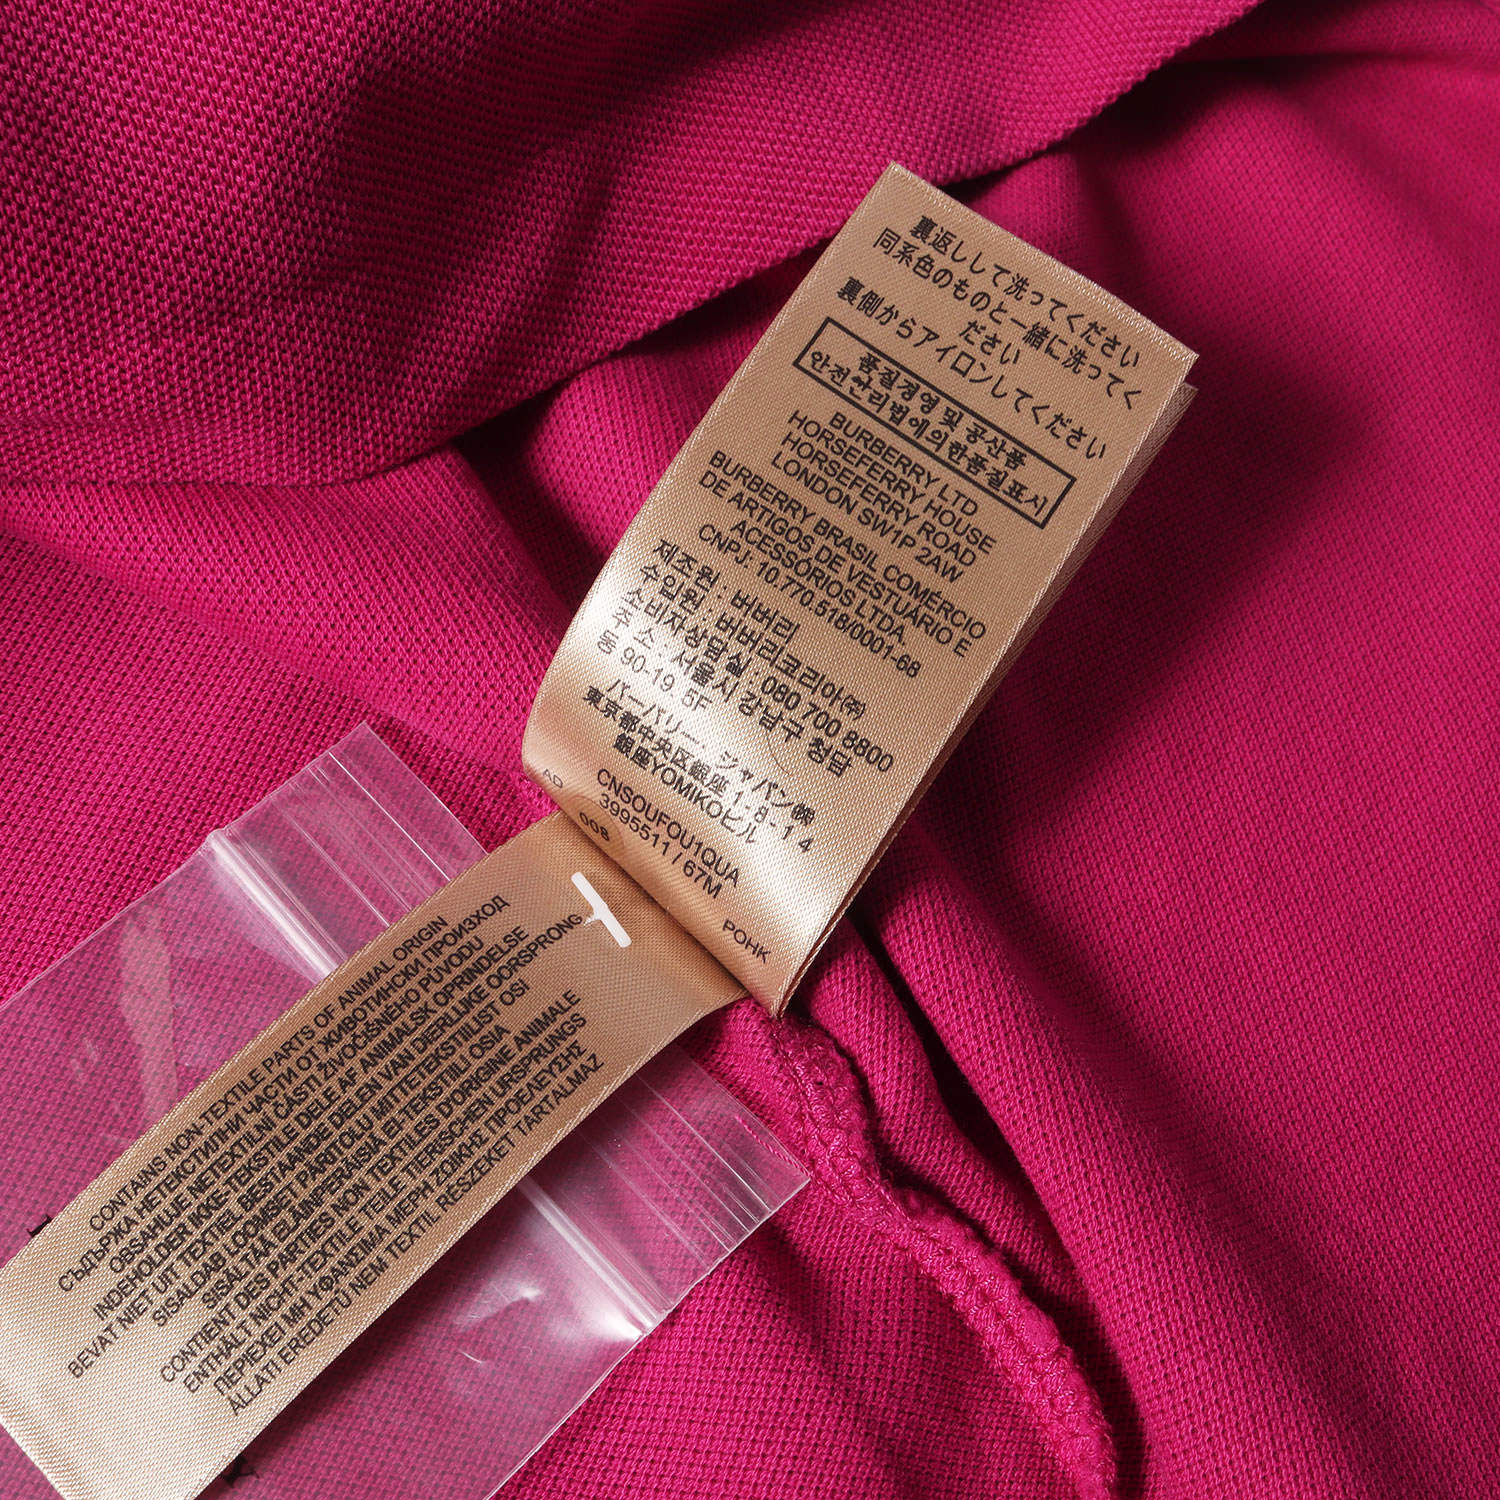 裏返しして洗ってください
同系色のものと一緒に洗ってく
ださい
裏側からアイロンしてください
품질경영 및 공산품
안전관리법에의한품질표시
BURBERRY LTD
HORSEFERRY HOUSE
HORSEFERRY ROAD
LONDON SW1P 2AW
BURBERRY BRASIL COMERCIO
DE ARTIGOS DE VESTUÁRIO E
ACESSÓRIOS LTDA
CNPJ: 10.770.518/0001-68
제조원 : 버버리
수입원 : 버버리코리아㈜
소비자상담실 : 080 700 8800
주 소 : 서울시 강남구 청담
동 90-19 5F
バーバリー・ジャパン㈱
東京都中央区銀座 1-8-1 4
銀座YOMIKOビル
CNSOUFOU1QUA
3995511 / 67M
AD 008 POHK
CONTAINS NON-TEXTILE PARTS OF ANIMAL ORIGIN
СЪДЪРЖА НЕТЕКСТИЛНИ ЧАСТИ ОТ ЖИВОТИНСКИ ПРОИЗХОД
OBSAHUJE NETEXTILNÍ ČÁSTI ŽIVOČIŠNÉHO PŮVODU
INDEHOLDER IKKE-TEKSTILE DELE AF ANIMALSK OPRINDELSE
BEVAT NIET UIT TEXTIEL BESTAANDE DELEN VAN DIERLIJKE OORSPRONG
SISALDAB LOOMSET PÄRITOLU MITTETEKSTIILIST OSI
SISÄLTÄÄ ELÄINPERÄISIÄ EI-TEKSTIILIOSIA
CONTIENT DES PARTIES NON TEXTILES D'ORIGINE ANIMALE
ENTHÄLT NICHT-TEXTILE TEILE TIERISCHEN URSPRUNGS
ΠΕΡΙΕΧΕΙ ΜΗ ΥΦΑΝΣΙΜΑ ΜΕΡΗ ΖΩΙΚΗΣ ΠΡΟΕΛΕΥΣΗΣ
ÁLLATI EREDETŰ NEM TEXTIL RÉSZEKET TARTALMAZ